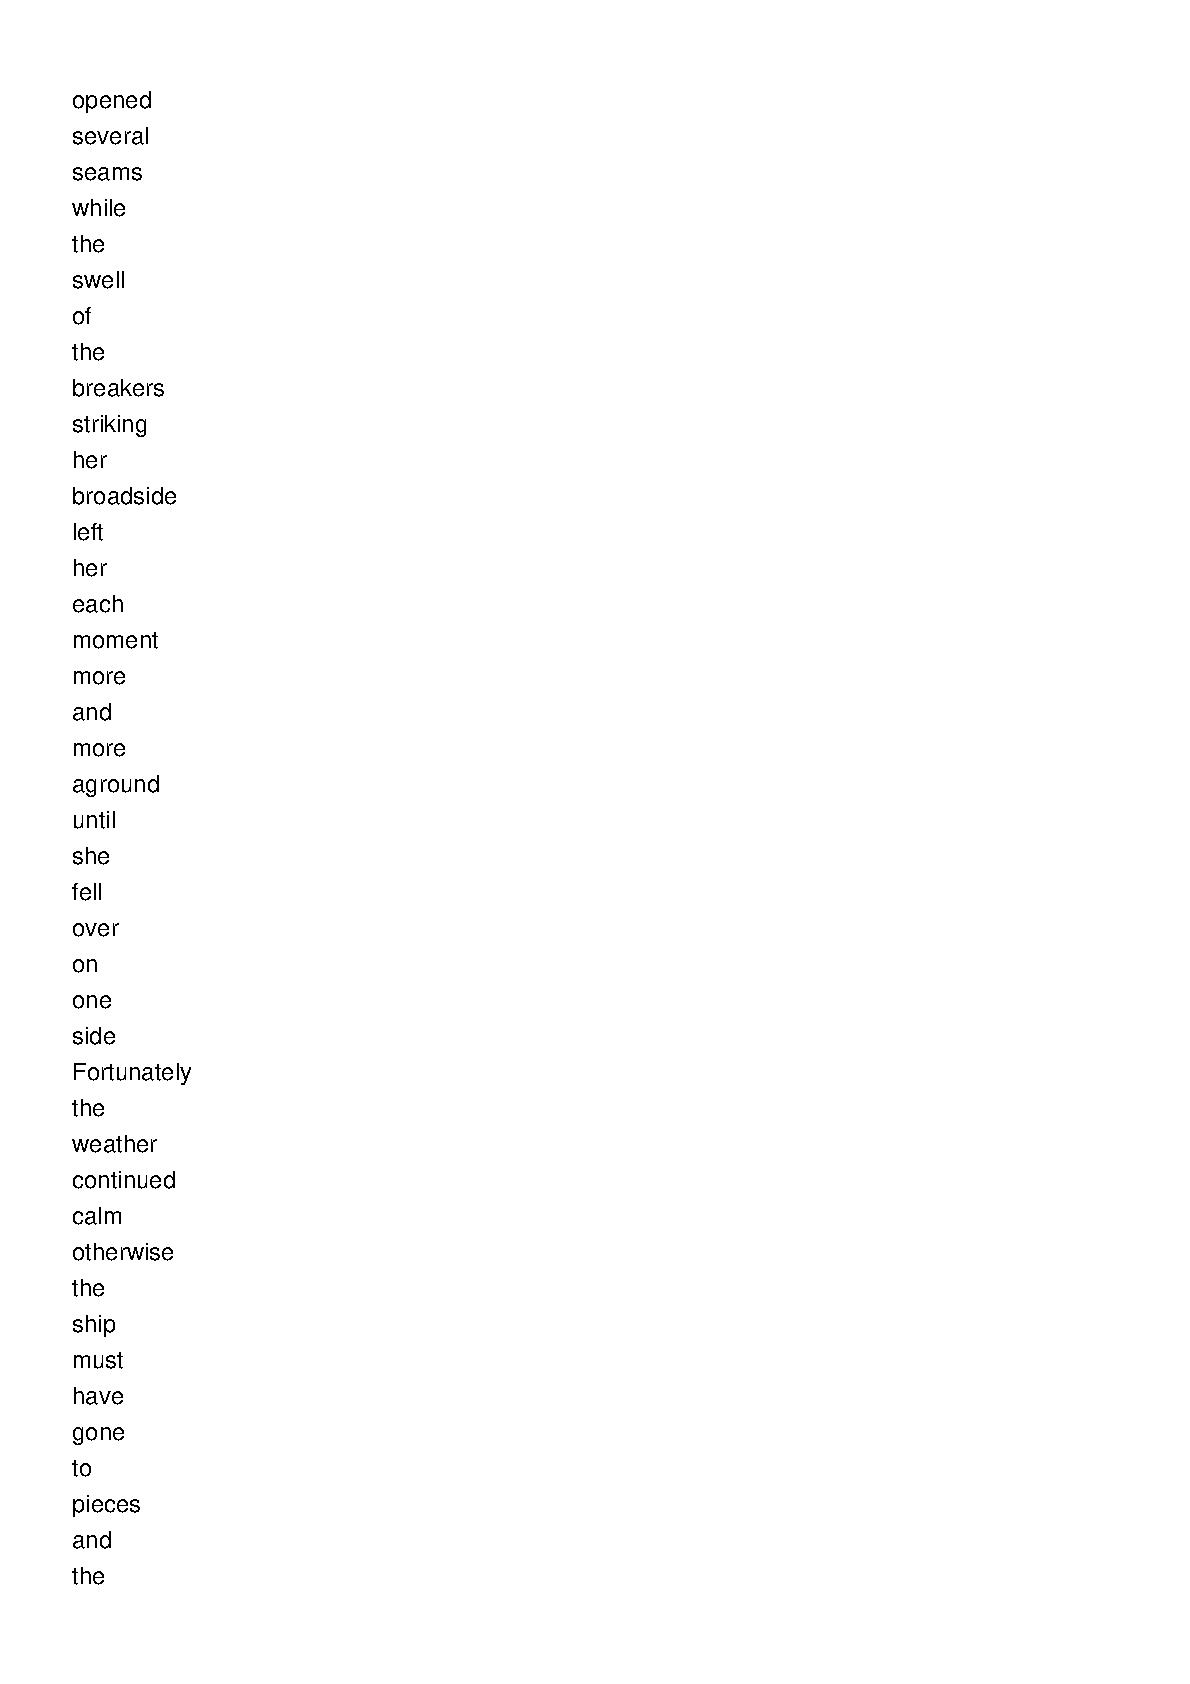 opened
several
seams
while
the
swell
of
the
breakers
striking
her
broadside
left
her
each
moment
more
and
more
aground
until
she
fell
over
on
one
side
Fortunately
the
weather
continued
calm
otherwise
the
ship
must
have
gone
to
pieces
and
the